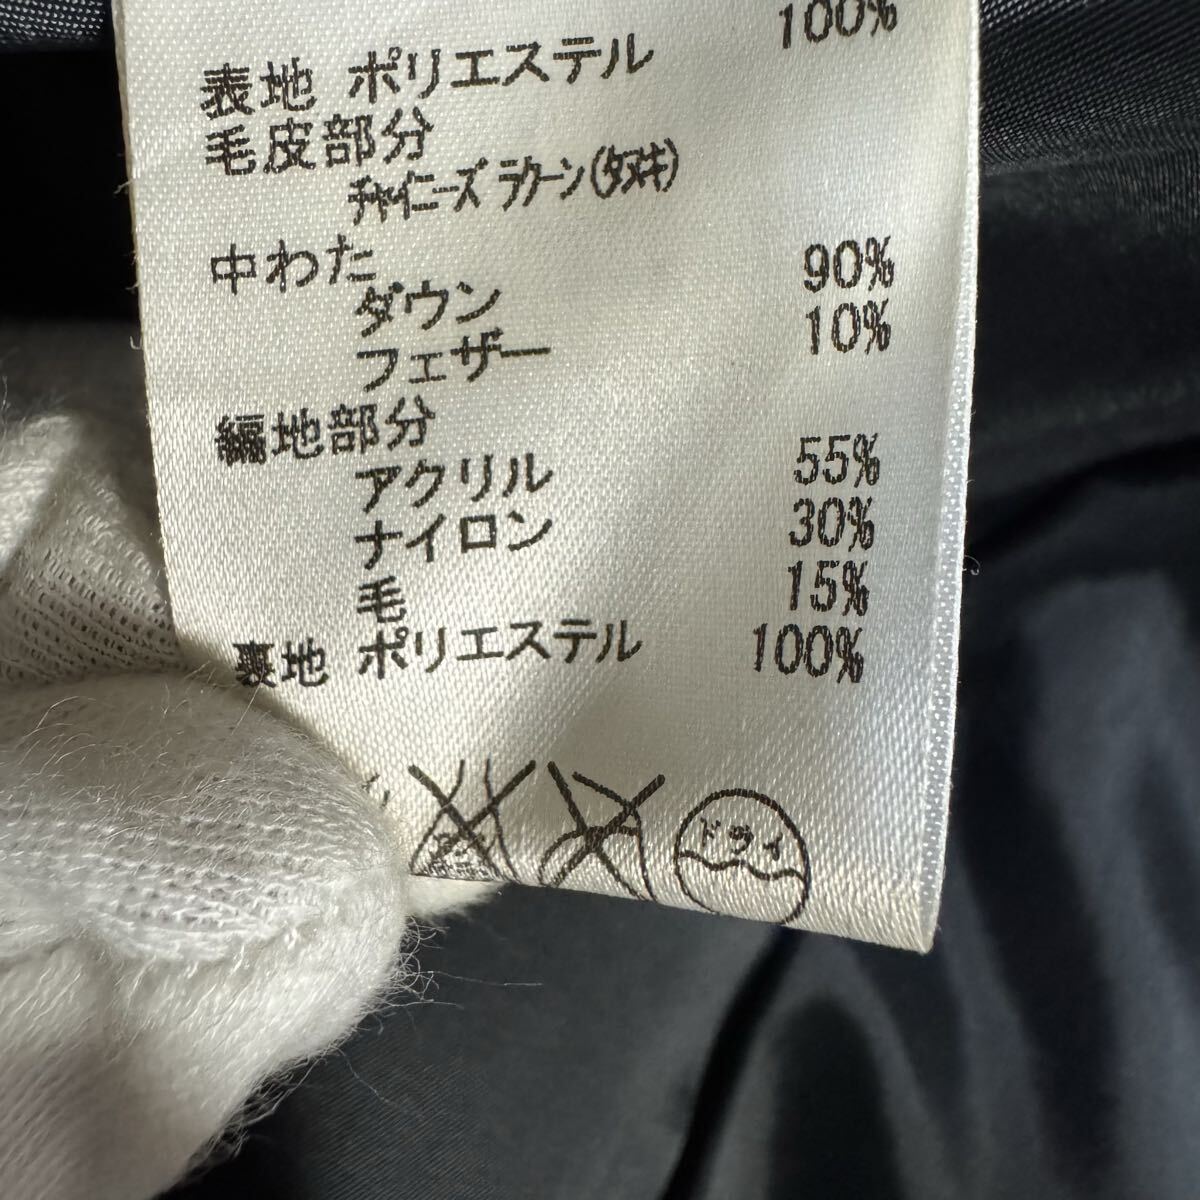 表地 ポリエステル 100%
毛皮部分
チャイニーズ ラクーン(タヌキ)
中わた
ダウン 90%
フェザー 10%
編地部分
アクリル 55%
ナイロン 30%
毛 15%
裏地 ポリエステル 100%
ドライ